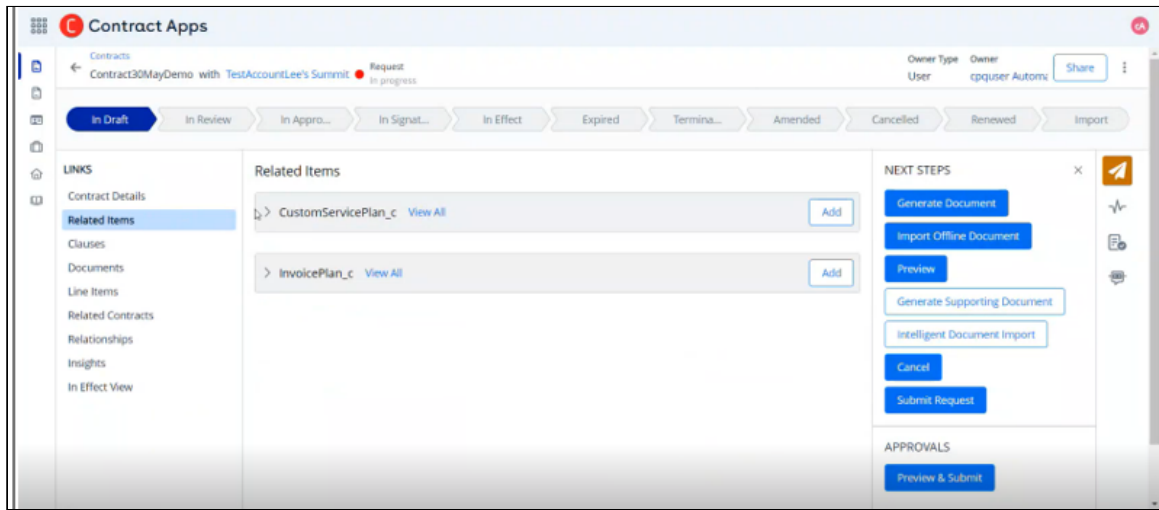 Contract Apps
cA
Contracts
Contract30MayDemo with TestAccountLee's Summit
Request
In progress
Owner Type
User
Owner
cpquser Automa
Share
In Draft
In Review
In Appro...
In Signat...
In Effect
Expired
Termina...
Amended
Cancelled
Renewed
Import
LINKS
Contract Details
Related Items
Clauses
Documents
Line Items
Related Contracts
Relationships
Insights
In Effect View
Related Items
CustomServicePlan_c View All
Add
InvoicePlan_c View All
Add
NEXT STEPS
Generate Document
Import Offline Document
Preview
Generate Supporting Document
Intelligent Document Import
Cancel
Submit Request
APPROVALS
Preview & Submit